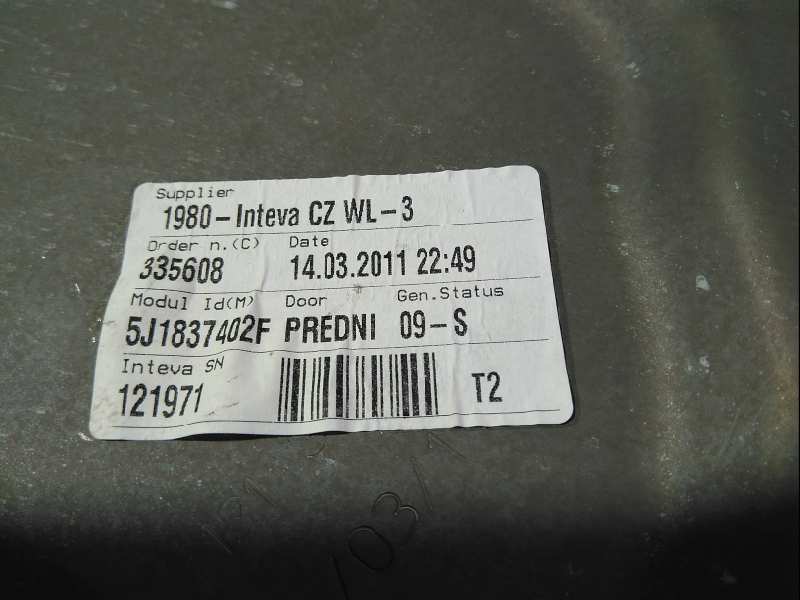 Supplier
1980-Inteva CZ WL-3
Order n.(C) Date
335608 14.03.2011 22:49
Modul Id(M) Door Gen.Status
5J1837402F PREDNI 09-S
Inteva SN
121971 T2